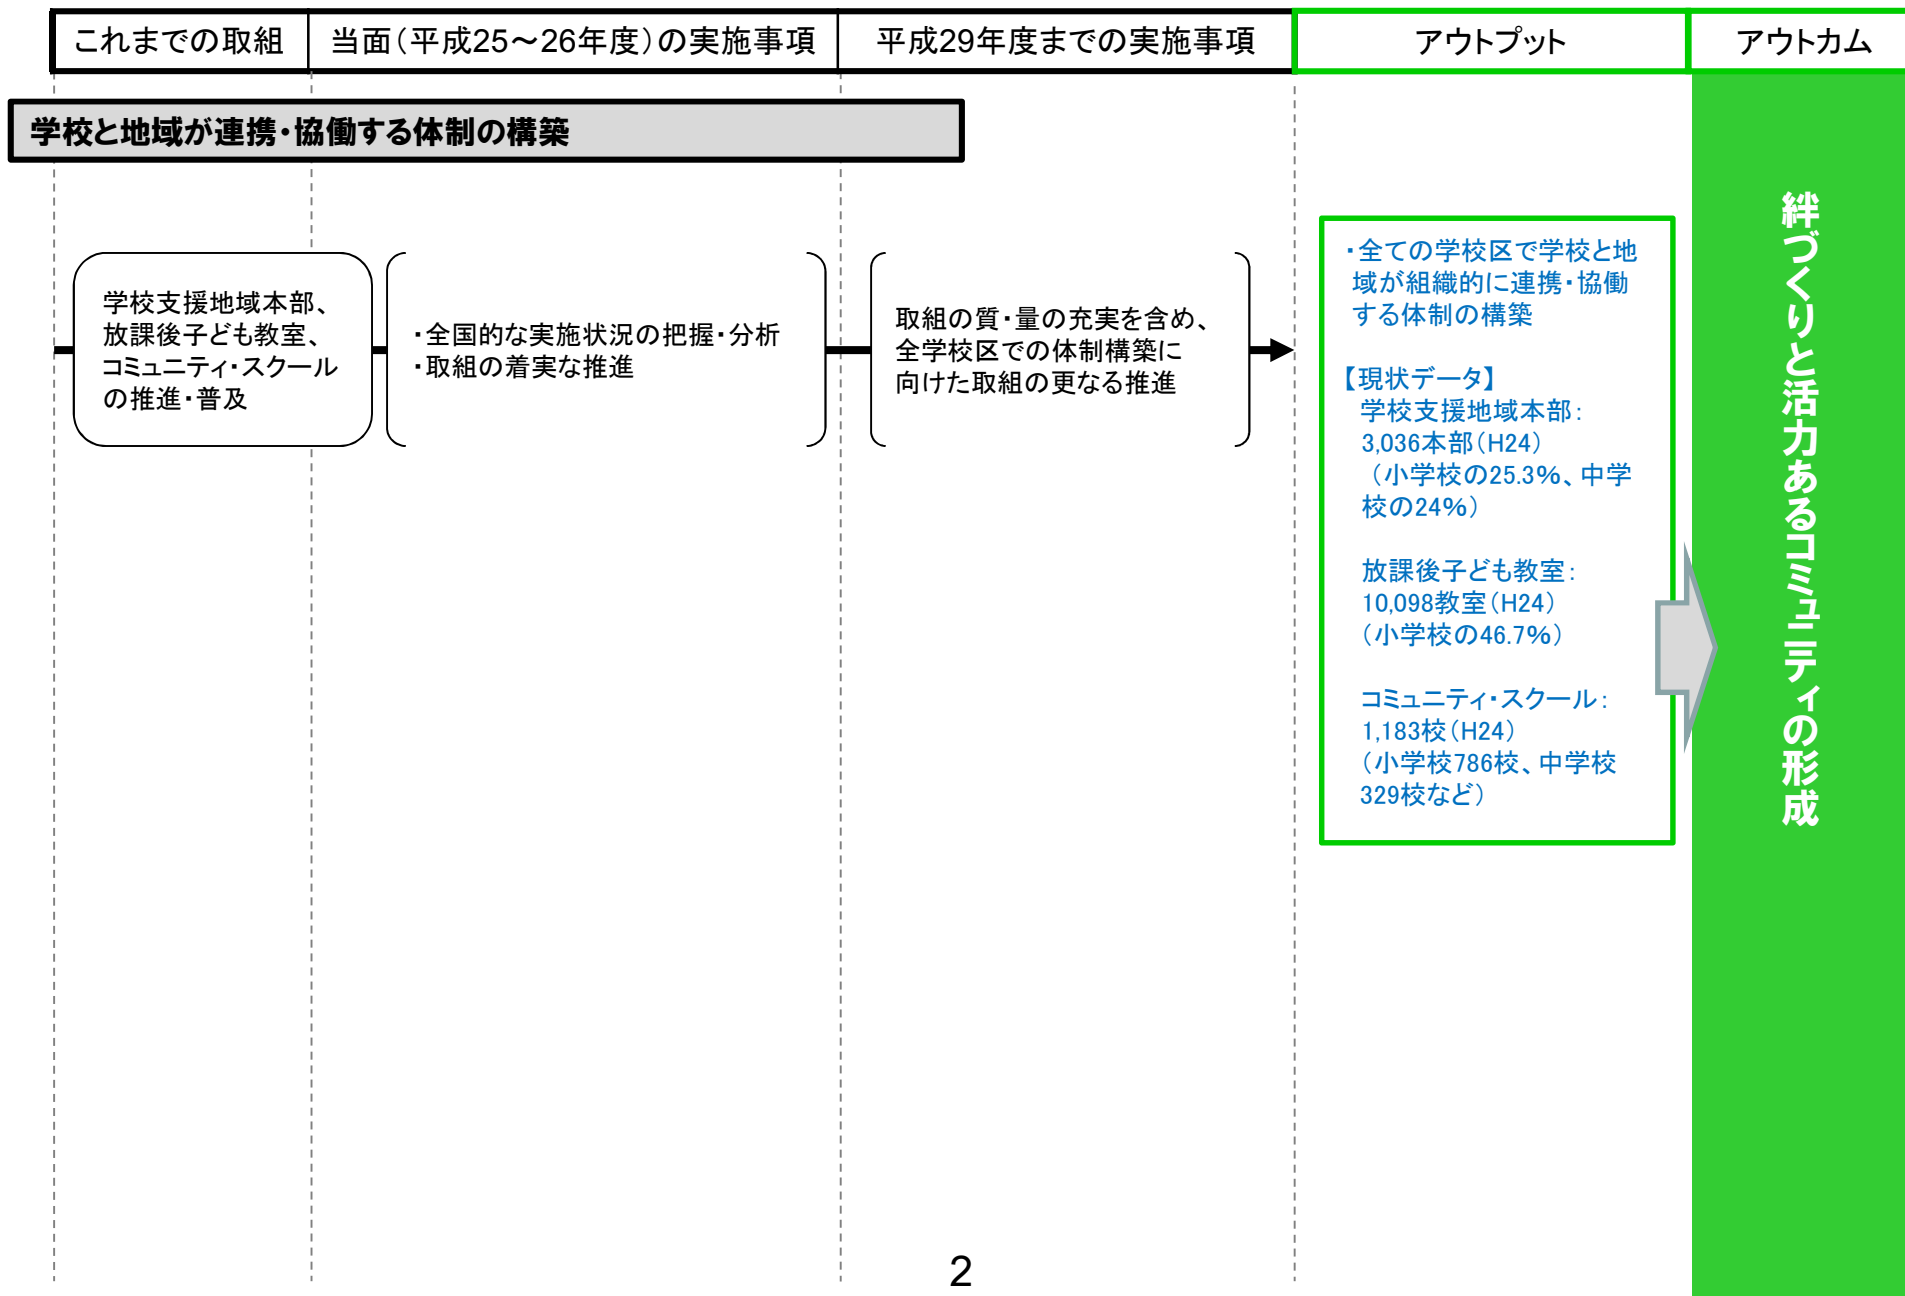 これまでの取組
当面(平成25～26年度)の実施事項
平成29年度までの実施事項
アウトプット
アウトカム
学校と地域が連携・協働する体制の構築
学校支援地域本部、
放課後子ども教室、
コミュニティ・スクール
の推進・普及
・全国的な実施状況の把握・分析
・取組の着実な推進
取組の質・量の充実を含め、
全学校区での体制構築に
向けた取組の更なる推進
・全ての学校区で学校と地
域が組織的に連携・協働
する体制の構築
【現状データ】
学校支援地域本部:
3,036本部(H24)
(小学校の25.3%、中学
校の24%)
放課後子ども教室:
10,098教室(H24)
(小学校の46.7%)
コミュニティ・スクール:
1,183校(H24)
(小学校786校、中学校
329校など)
絆づくりと活力あるコミュニティの形成
2